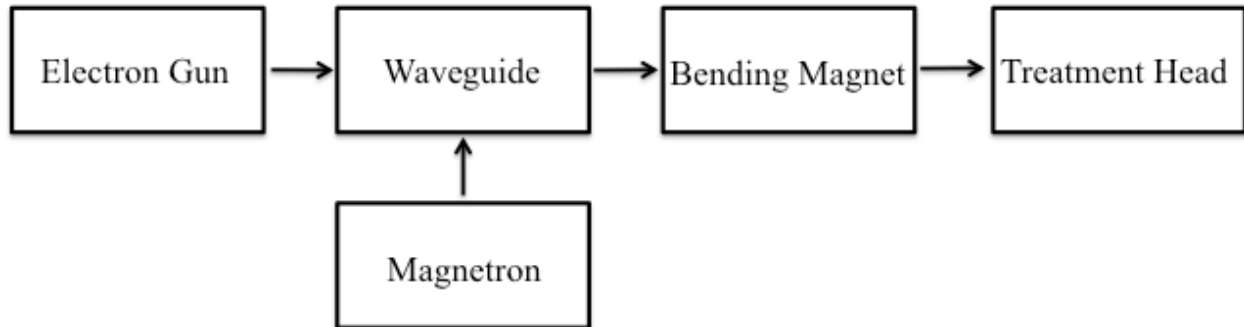 Electron Gun
Waveguide
Bending Magnet
Treatment Head
Magnetron